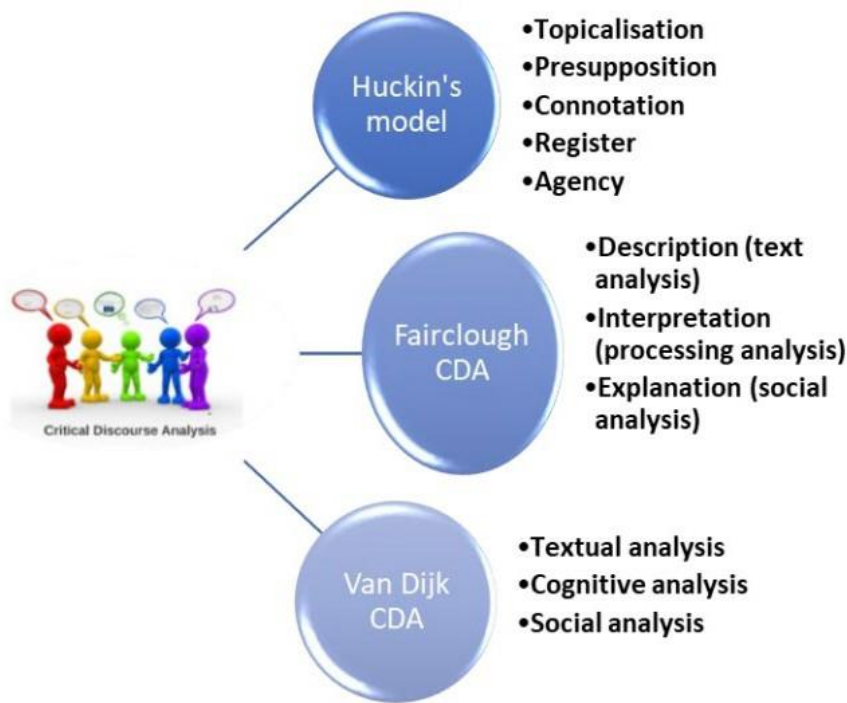 Huckin's
model
•Topicalisation
•Presupposition
•Connotation
•Register
•Agency
Critical Discourse Analysis
Fairclough
CDA
•Description (text
analysis)
•Interpretation
(processing analysis)
•Explanation (social
analysis)
Van Dijk
CDA
•Textual analysis
•Cognitive analysis
•Social analysis